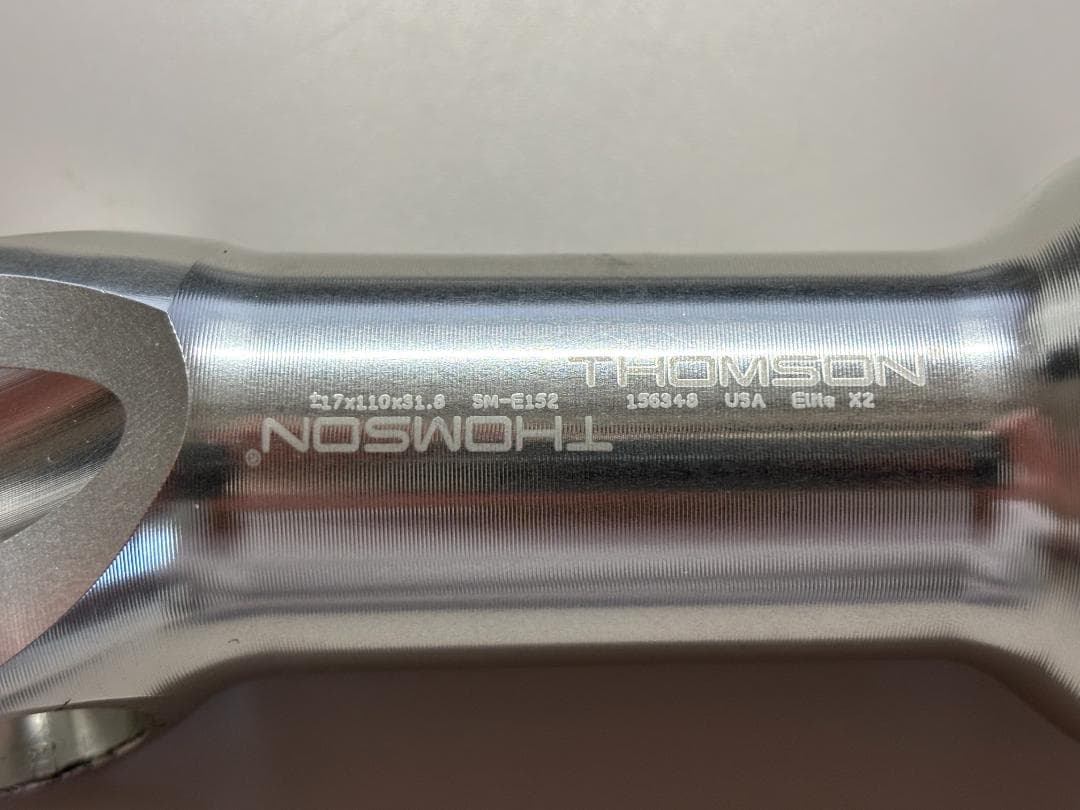 THOMSON
±17x110x31.8 SM-E152 156348 USA Elite X2
THOMSON®